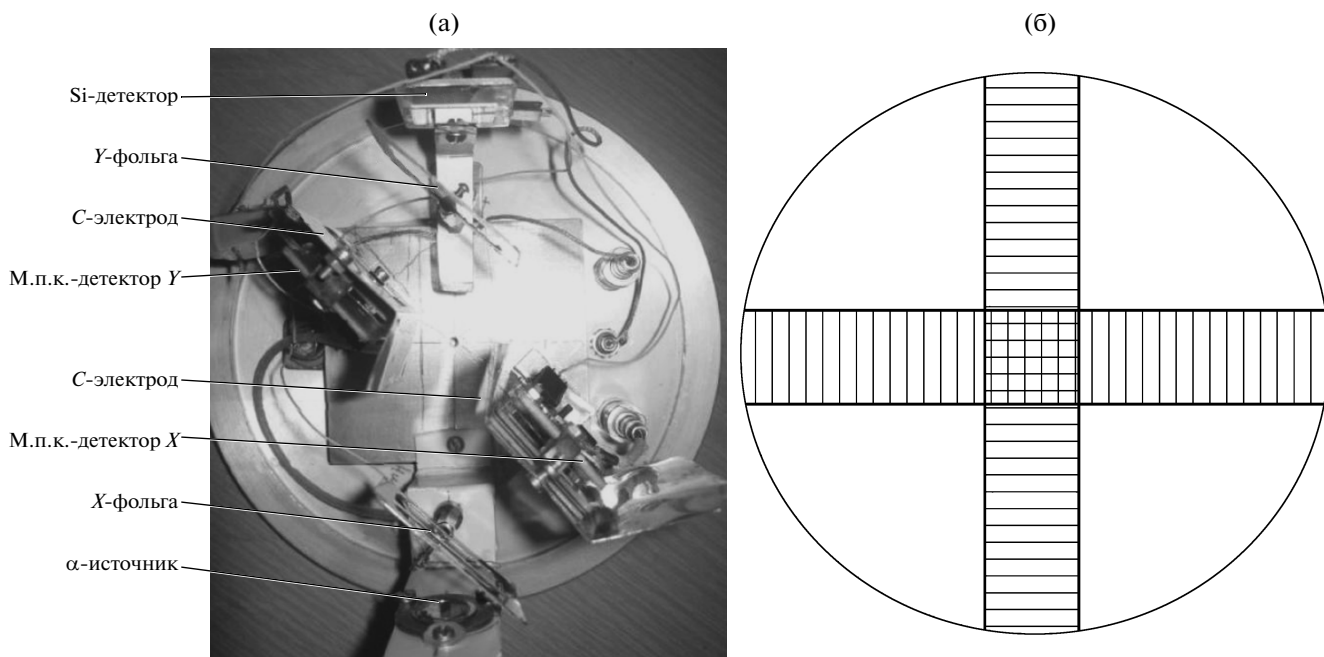 (а)
(б)
Si-детектор
Y-фольга
C-электрод
М.п.к.-детектор Y
C-электрод
М.п.к.-детектор X
X-фольга
α-источник